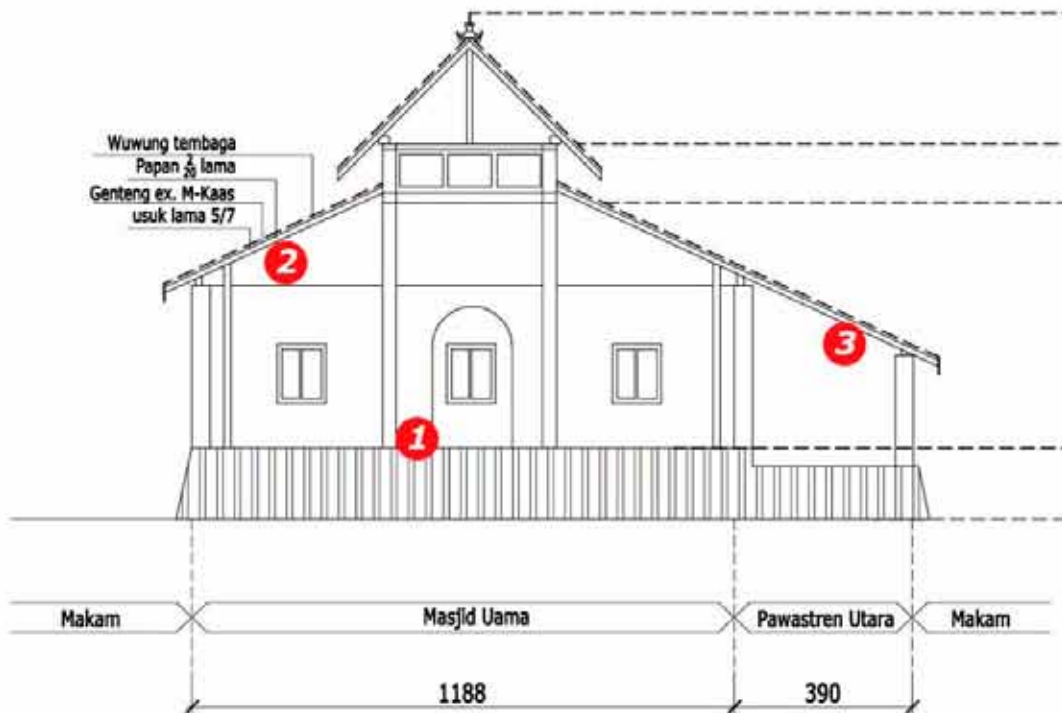 Wuwung tembaga
Papan 2/20 lama
Genteng ex. M-Kaas
usuk lama 5/7
2
3
1
Makam
Masjid Uama
Pawastren Utara
Makam
1188
390